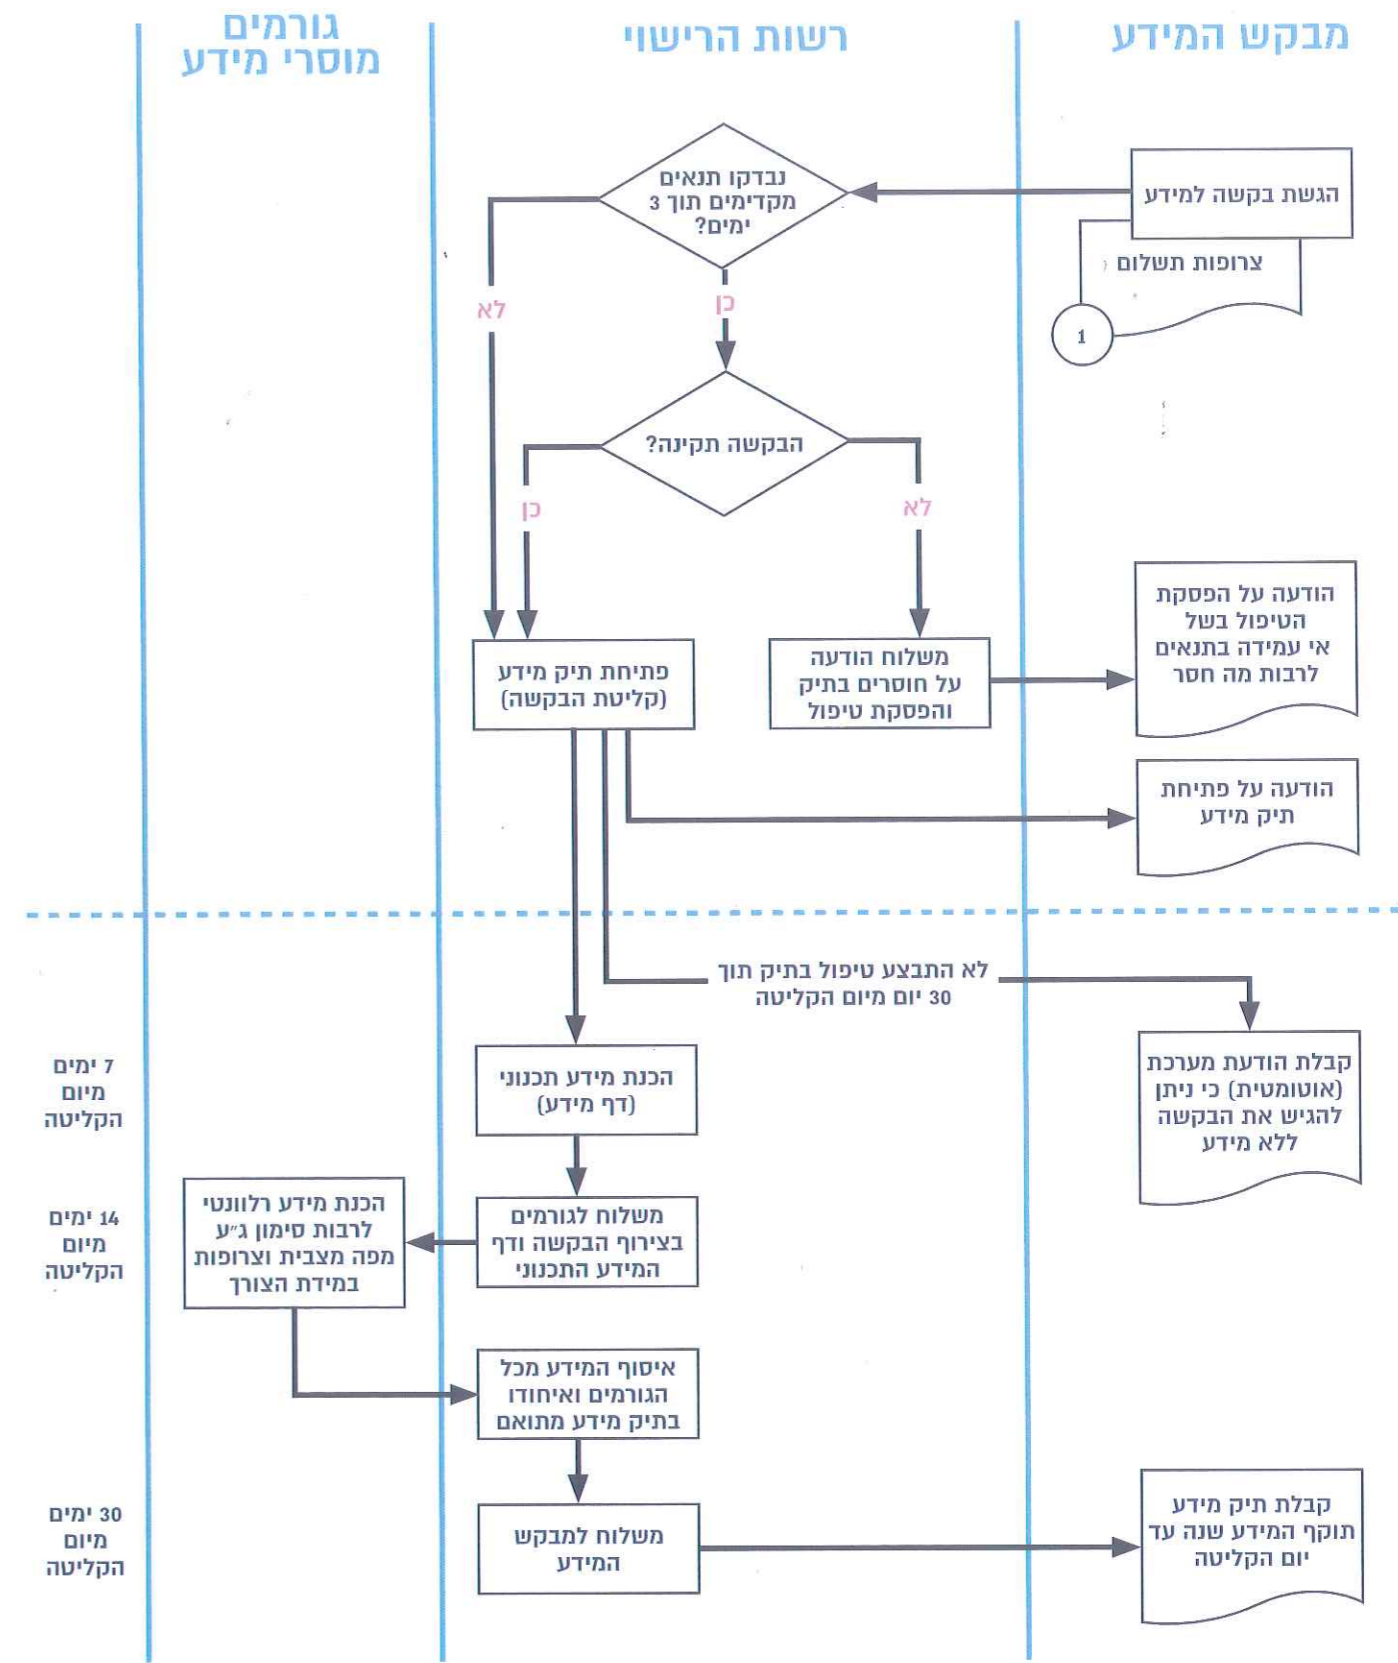 מבקש המידע
רשות הרישוי
גורמים
מוסרי מידע
הגשת בקשה למידע
צרופות תשלום
1
נבדקו תנאים
מקדימים תוך 3
ימים?
לא
כן
הבקשה תקינה?
כן
לא
הודעה על הפסקת
הטיפול בשל
אי עמידה בתנאים
לרבות מה חסר
משלוח הודעה
על חוסרים בתיק
והפסקת טיפול
פתיחת תיק מידע
(קליטת הבקשה)
הודעה על פתיחת
תיק מידע
לא התבצע טיפול בתיק תוך
30 יום מיום הקליטה
קבלת הודעת מערכת
(אוטומטית) כי ניתן
להגיש את הבקשה
ללא מידע
הכנת מידע תכנוני
(דף מידע)
7 ימים
מיום
הקליטה
משלוח לגורמים
בצירוף הבקשה ודף
המידע התכנוני
הכנת מידע רלוונטי
לרבות סימון ג״ע
מפה מצבית וצרופות
במידת הצורך
14 ימים
מיום
הקליטה
איסוף המידע מכל
הגורמים ואיחודו
בתיק מידע מתואם
קבלת תיק מידע
תוקף המידע שנה עד
יום הקליטה
משלוח למבקש
המידע
30 ימים
מיום
הקליטה